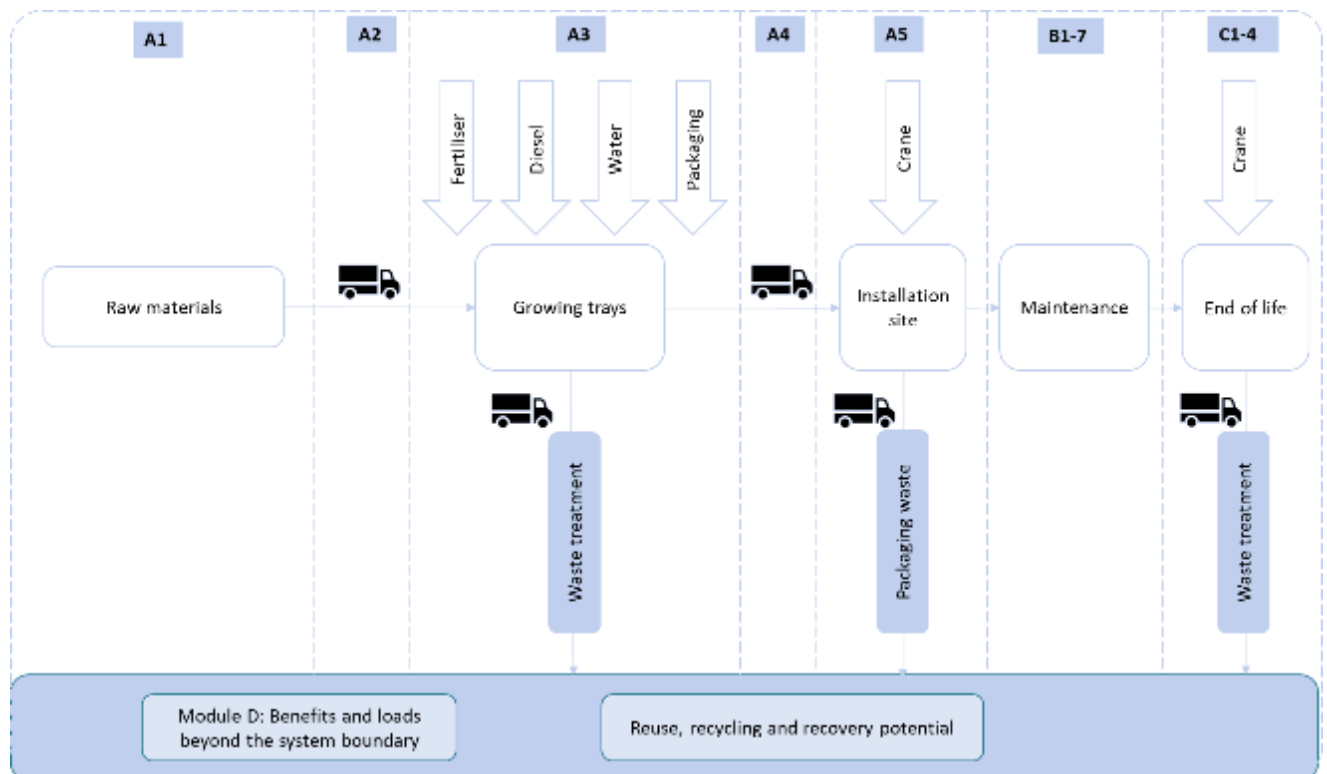 A1
A2
A3
A4
A5
B1-7
C1-4
Fertiliser
Diesel
Water
Packaging
Crane
Crane
Raw materials
Growing trays
Installation
site
Maintenance
End of life
Waste treatment
Packaging waste
Waste treatment
Module D: Benefits and loads
beyond the system boundary
Reuse, recycling and recovery potential